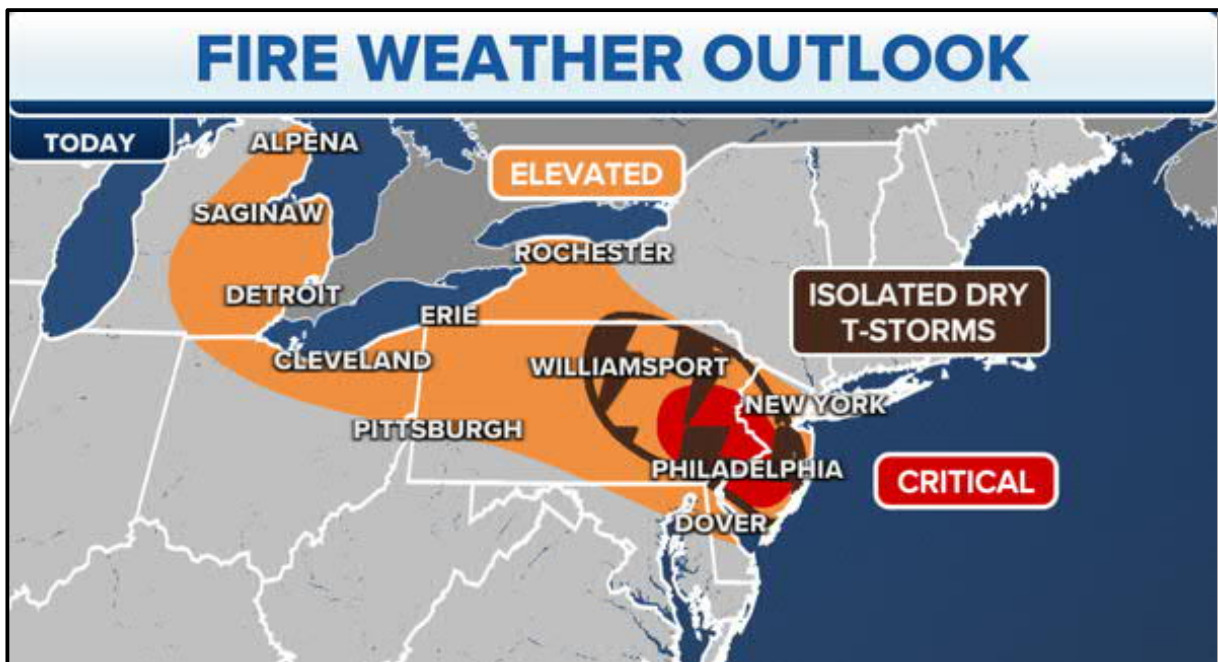 FIRE WEATHER OUTLOOK
TODAY
ALPENA
ELEVATED
SAGINAW
ROCHESTER
DETROIT
ISOLATED DRY
T-STORMS
ERIE
CLEVELAND
WILLIAMSPORT
NEW YORK
PITTSBURGH
PHILADELPHIA
CRITICAL
DOVER